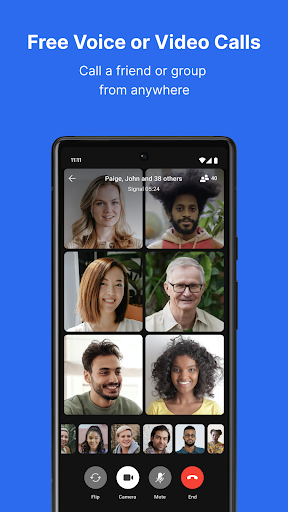 Free Voice or Video Calls
Call a friend or group
from anywhere
11:11
Paige, John and 38 others
40
Signal 05:24
Flip
Camera
Mute
End